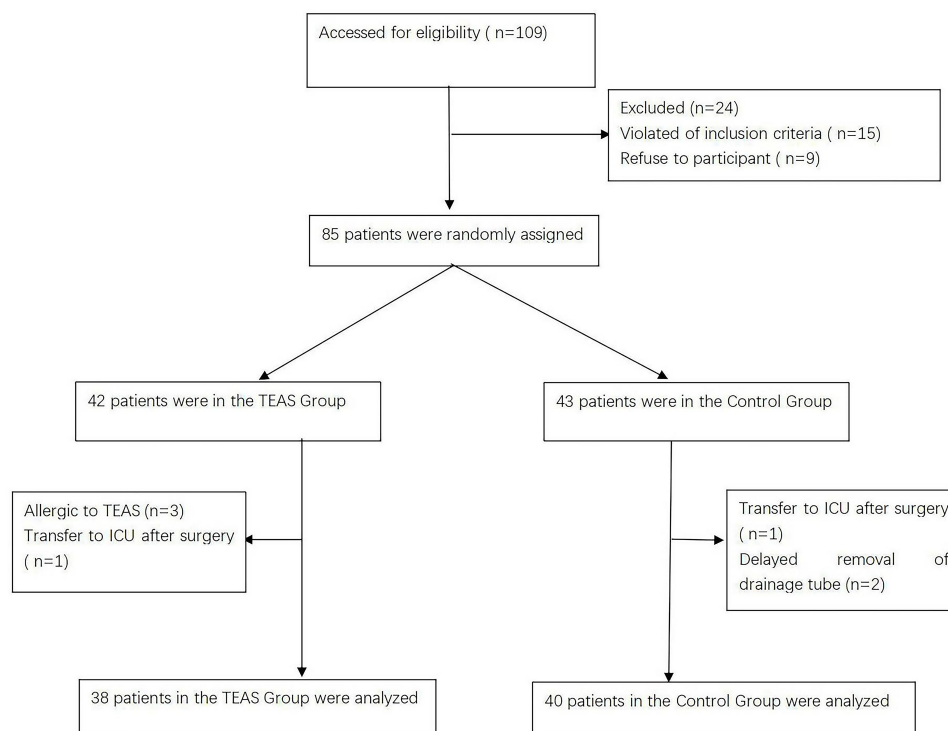 Accessed for eligibility ( n=109)
Excluded (n=24)
Violated of inclusion criteria ( n=15)
Refuse to participant ( n=9)
85 patients were randomly assigned
42 patients were in the TEAS Group
43 patients were in the Control Group
Allergic to TEAS (n=3)
Transfer to ICU after surgery
( n=1)
Transfer to ICU after surgery
( n=1)
Delayed removal of
drainage tube (n=2)
38 patients in the TEAS Group were analyzed
40 patients in the Control Group were analyzed